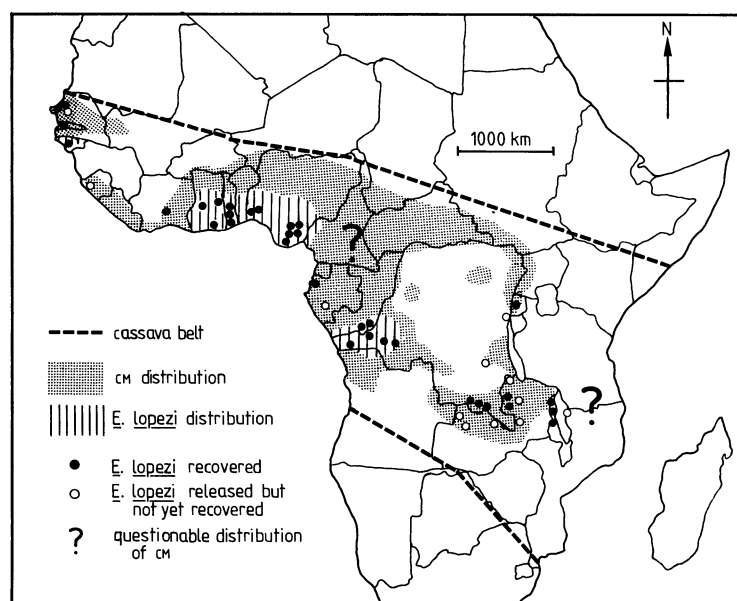 N
1000 km
?
?
cassava belt
CM distribution
E. lopezi distribution
E. lopezi recovered
E. lopezi released but
not yet recovered
? questionable distribution
of CM